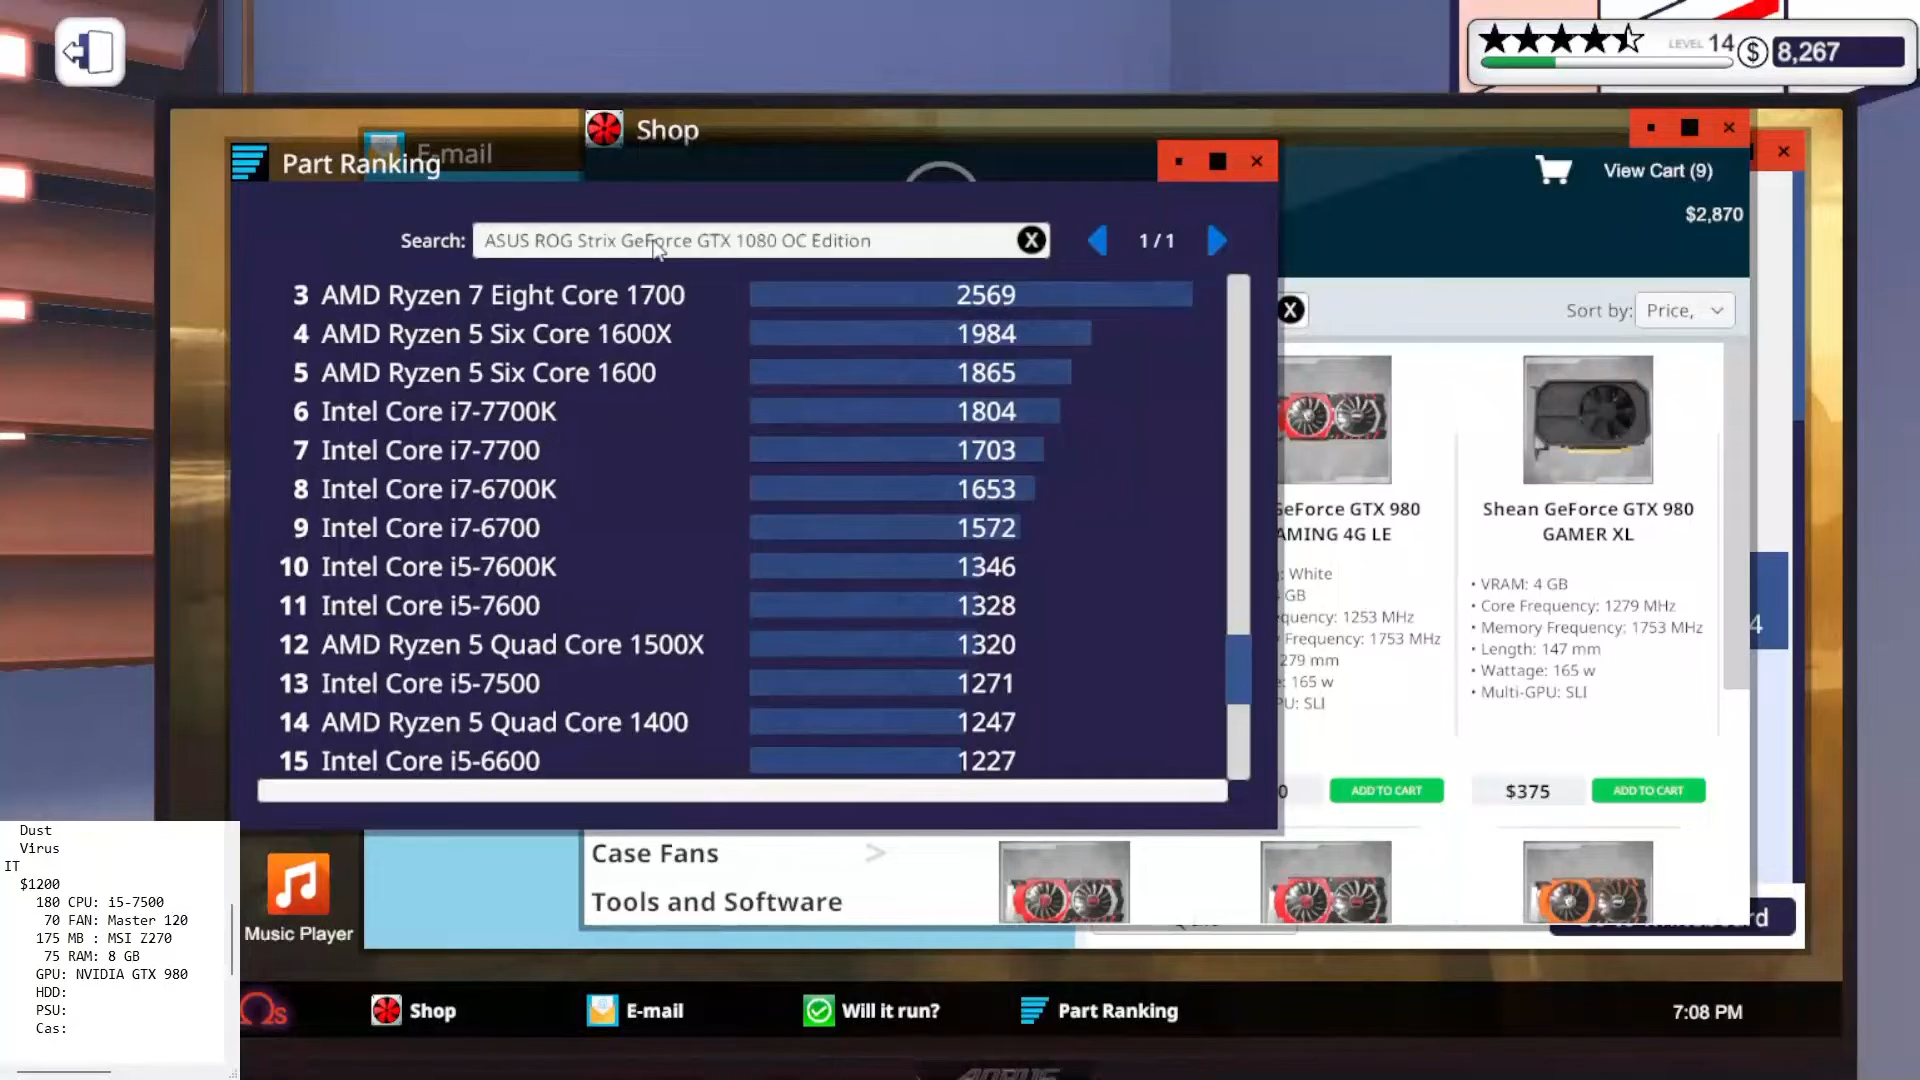 LEVEL 14
$ 8,267
Shop
E-mail
Part Ranking
View Cart (9)
$2,870
Search: ASUS ROG Strix GeForce GTX 1080 OC Edition X 1 / 1
X
Sort by: Price,
3 AMD Ryzen 7 Eight Core 1700 2569
4 AMD Ryzen 5 Six Core 1600X 1984
5 AMD Ryzen 5 Six Core 1600 1865
6 Intel Core i7-7700K 1804
7 Intel Core i7-7700 1703
8 Intel Core i7-6700K 1653
9 Intel Core i7-6700 1572
10 Intel Core i5-7600K 1346
11 Intel Core i5-7600 1328
12 AMD Ryzen 5 Quad Core 1500X 1320
13 Intel Core i5-7500 1271
14 AMD Ryzen 5 Quad Core 1400 1247
15 Intel Core i5-6600 1227
GeForce GTX 980
AMING 4G LE
: White
GB
quency: 1253 MHz
Frequency: 1753 MHz
279 mm
: 165 w
PU: SLI
0 ADD TO CART
Shean GeForce GTX 980
GAMER XL
• VRAM: 4 GB
• Core Frequency: 1279 MHz
• Memory Frequency: 1753 MHz
• Length: 147 mm
• Wattage: 165 w
• Multi-GPU: SLI
$375 ADD TO CART
4
Case Fans >
Tools and Software
Dust
Virus
IT
$1200
180 CPU: i5-7500
70 FAN: Master 120
175 MB : MSI Z270
75 RAM: 8 GB
GPU: NVIDIA GTX 980
HDD:
PSU:
Cas:
Music Player
Ωs
Shop
E-mail
Will it run?
Part Ranking
7:08 PM